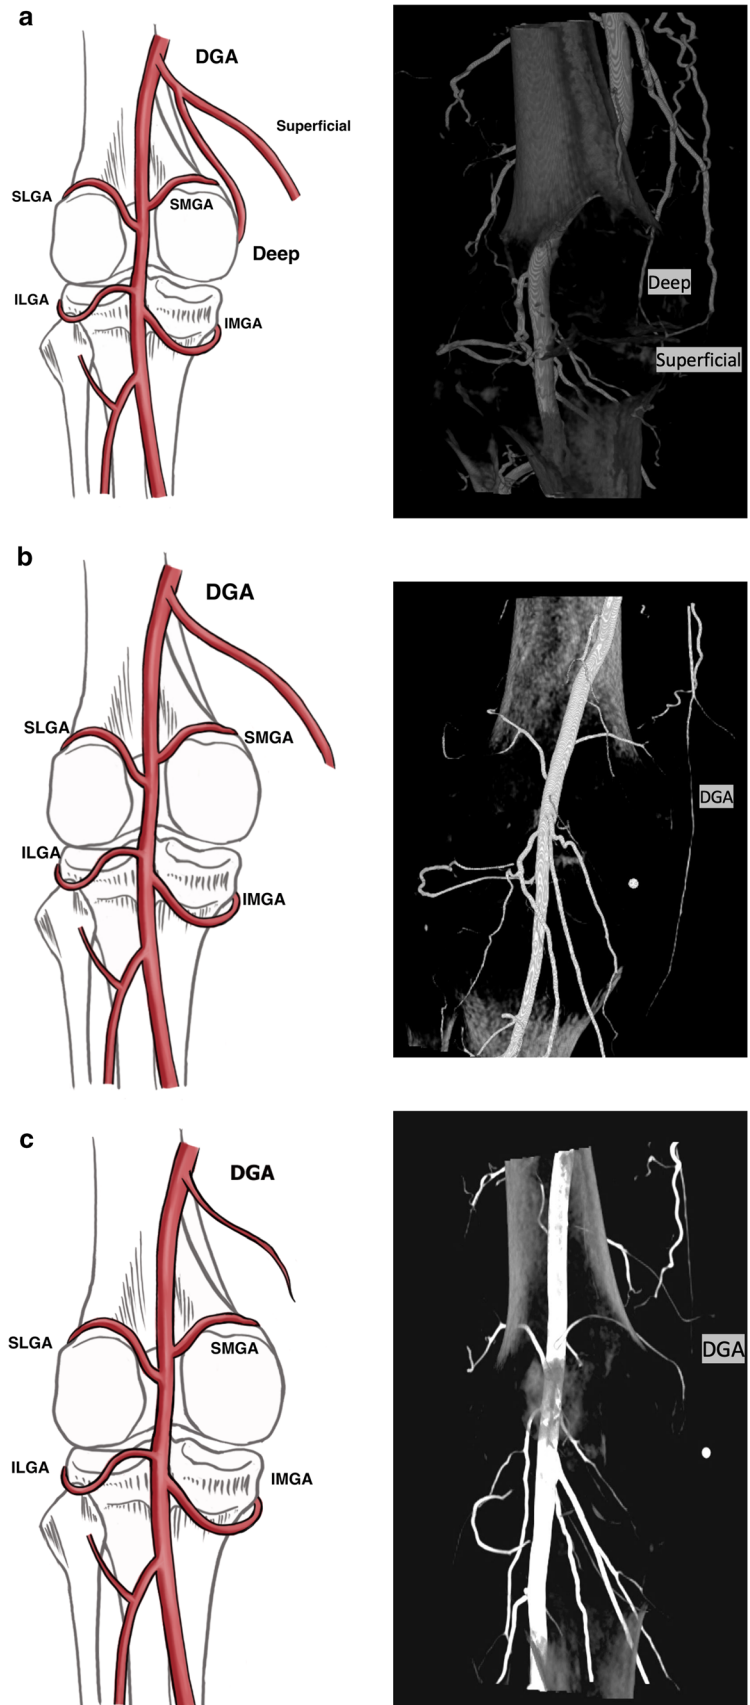 a
DGA
Superficial
SLGA
SMGA
Deep
ILGA
IMGA
Deep
Superficial
b
DGA
SLGA
SMGA
ILGA
IMGA
DGA
c
DGA
SLGA
SMGA
ILGA
IMGA
DGA